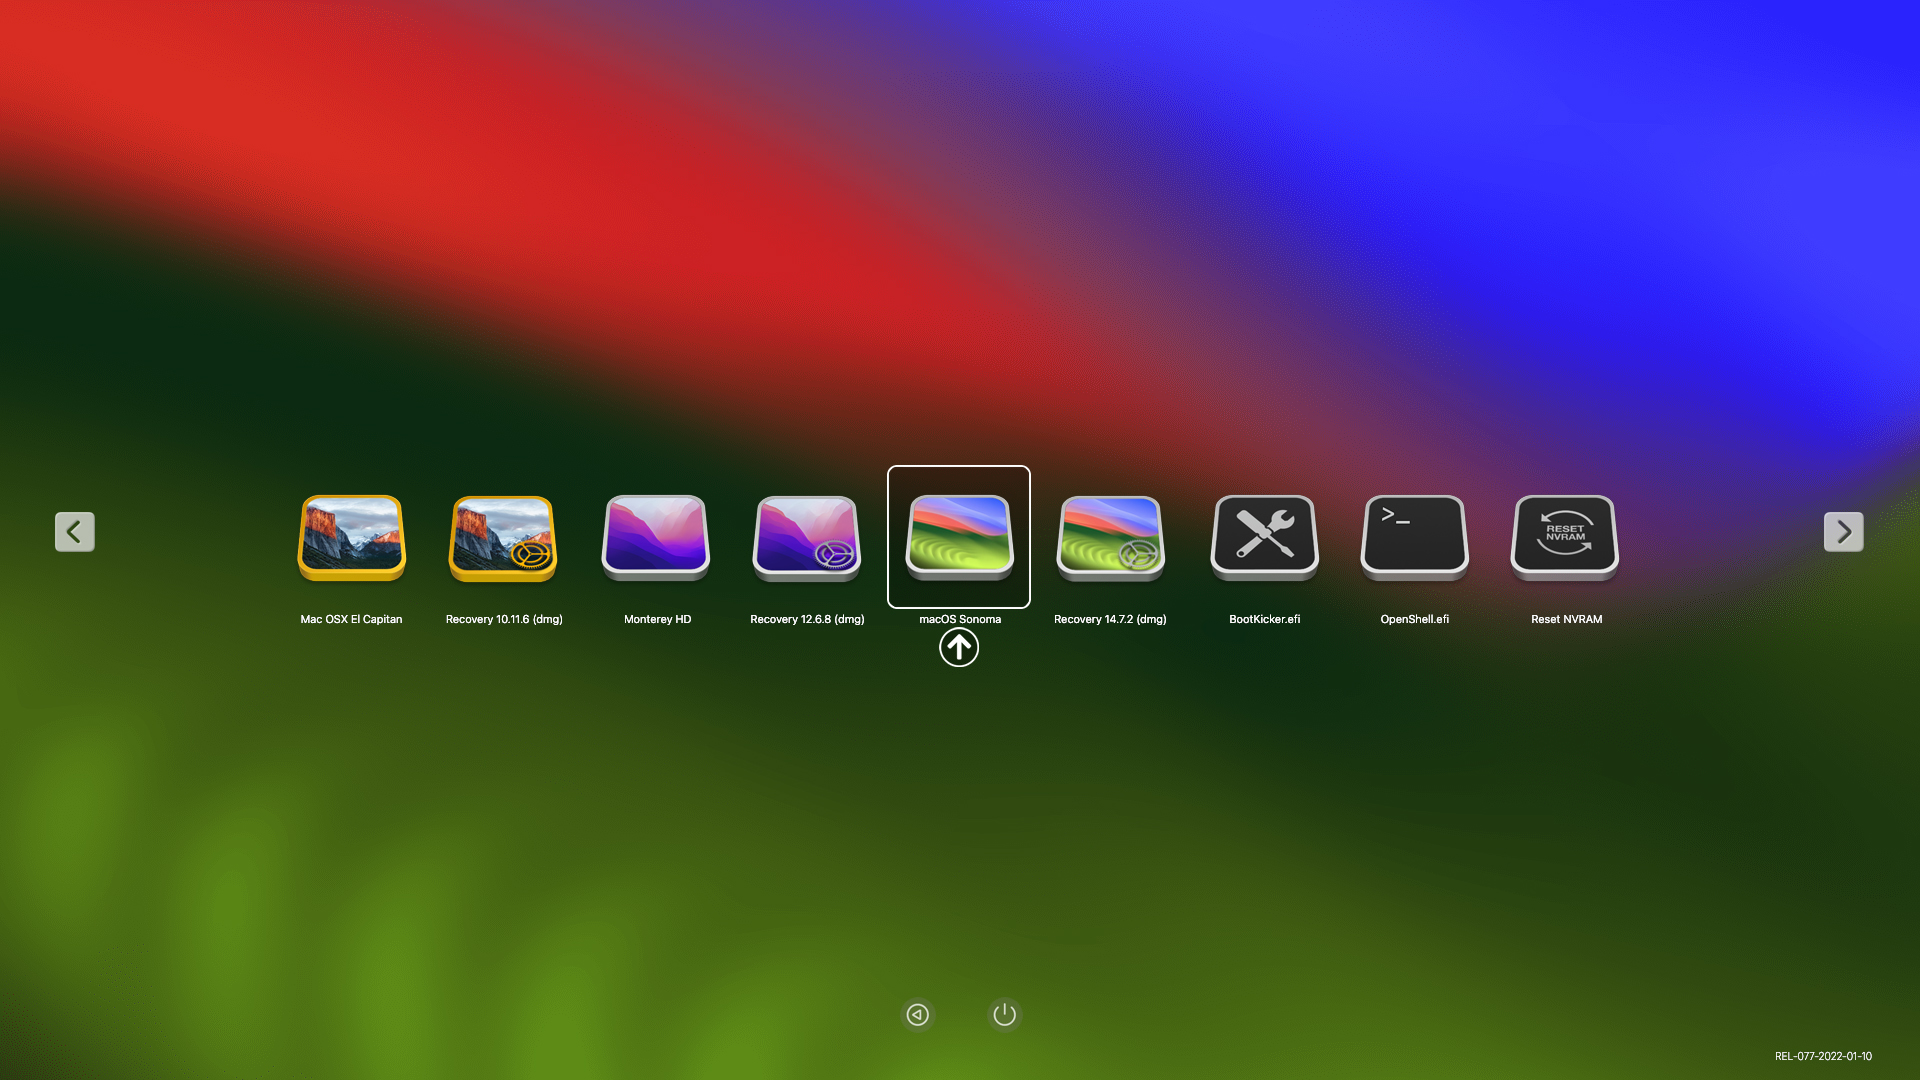 >_
RESET
NVRAM
Mac OSX El Capitan
Recovery 10.11.6 (dmg)
Monterey HD
Recovery 12.6.8 (dmg)
macOS Sonoma
Recovery 14.7.2 (dmg)
BootKicker.efi
OpenShell.efi
Reset NVRAM
REL-077-2022-01-10